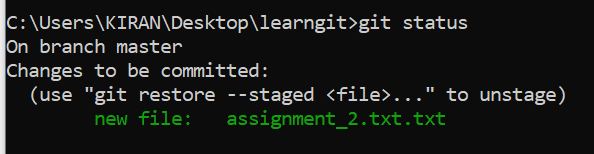 C:\Users\KIRAN\Desktop\learngit>git status
On branch master
Changes to be committed:
  (use "git restore --staged <file>..." to unstage)
        new file:   assignment_2.txt.txt